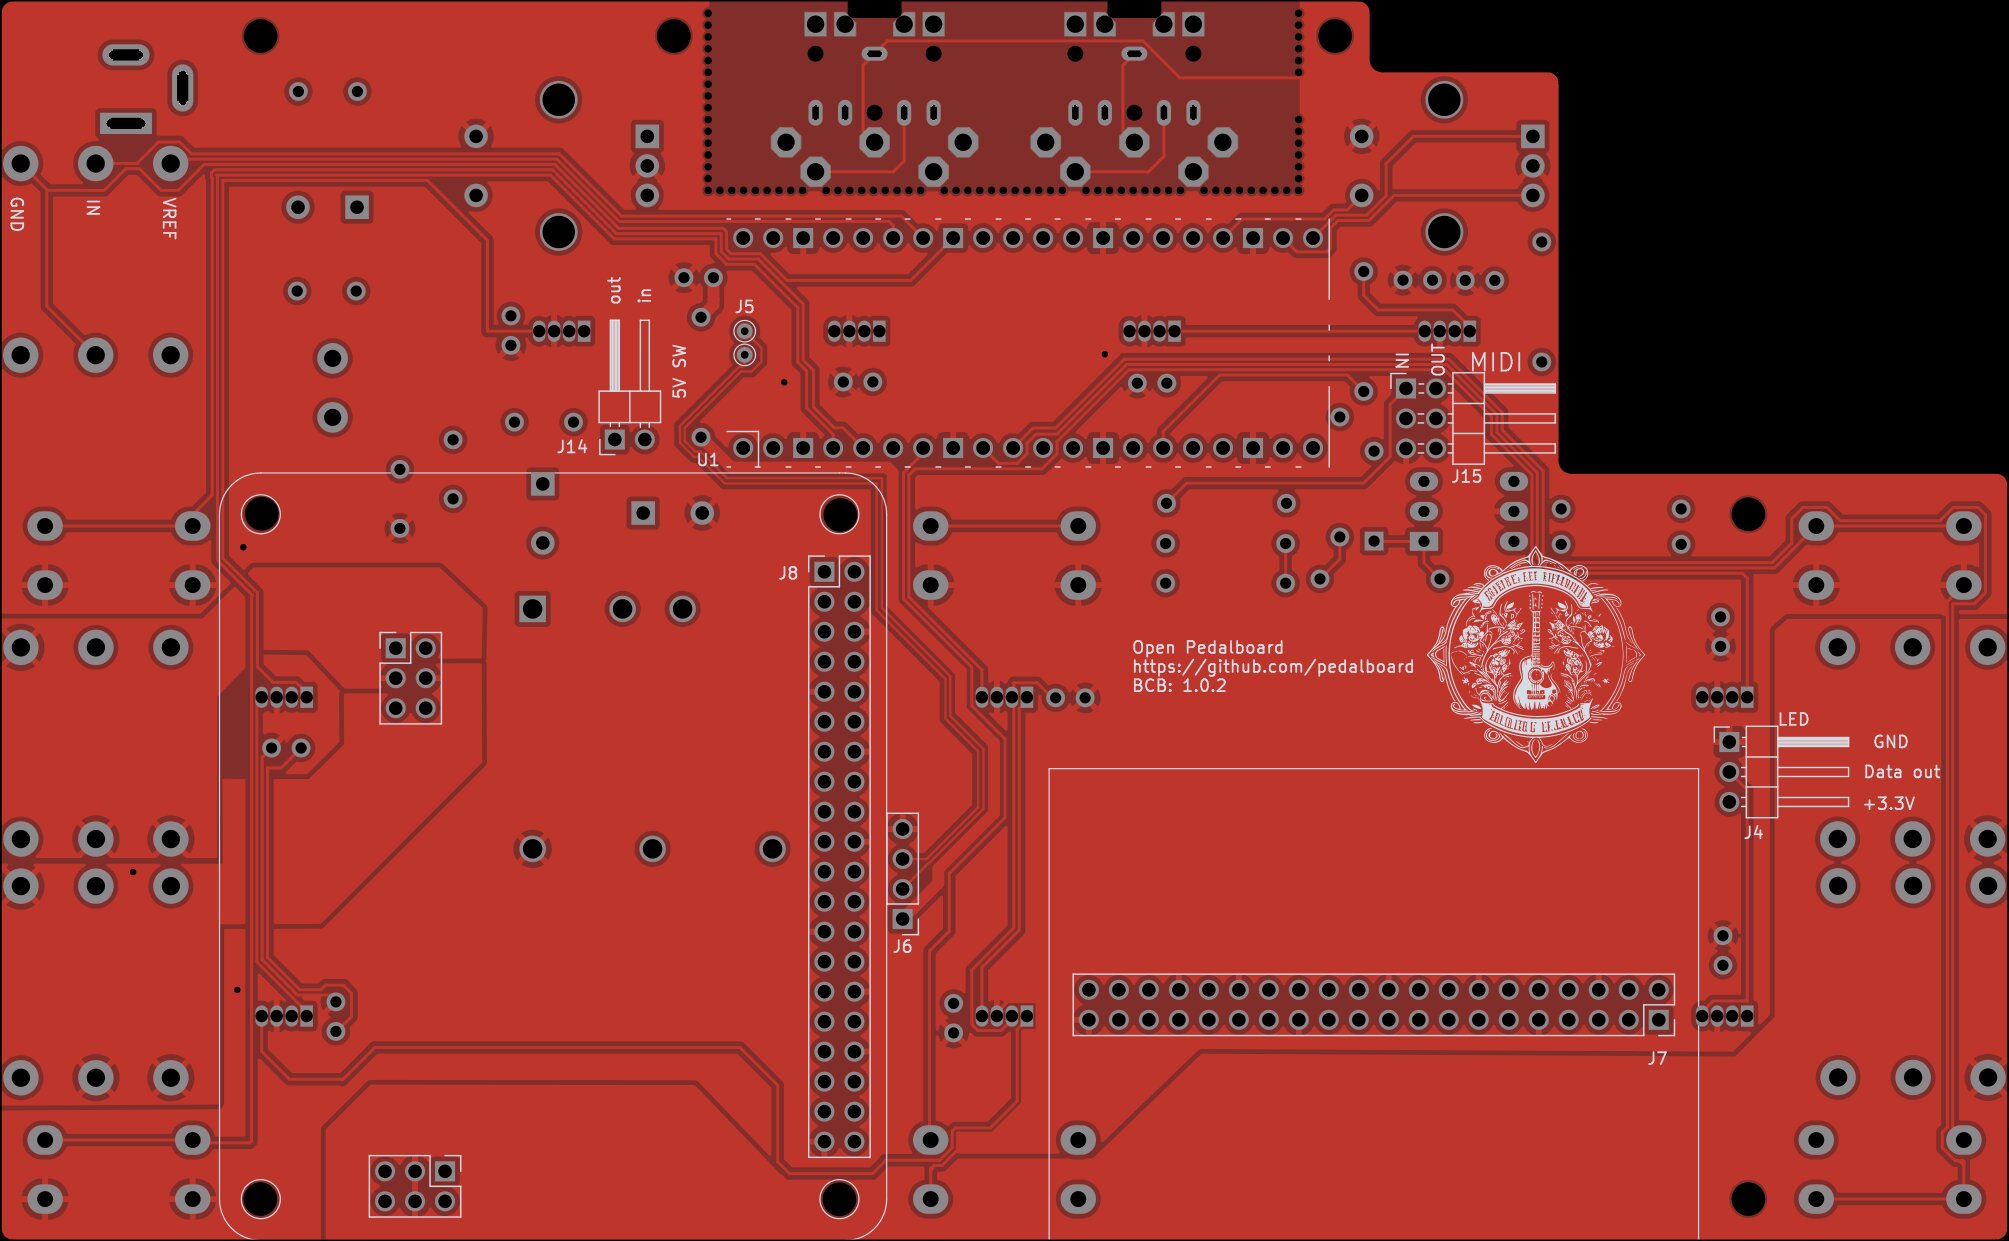 GND
IN
VREF
out
in
J5
5V SW
J14
U1
INI
OUT
MIDI
J15
J8
Open Pedalboard
https://github.com/pedalboard
BCB: 1.0.2
LED
GND
Data out
+3.3V
J4
J6
J7